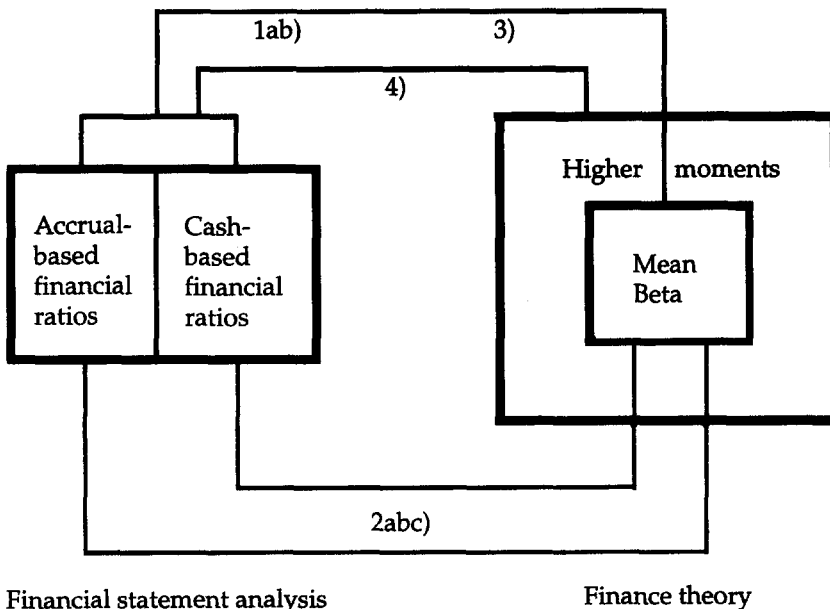 1ab) 3)
4)
Higher moments
Accrual-
based
financial
ratios
Cash-
based
financial
ratios
Mean
Beta
2abc)
Financial statement analysis
Finance theory